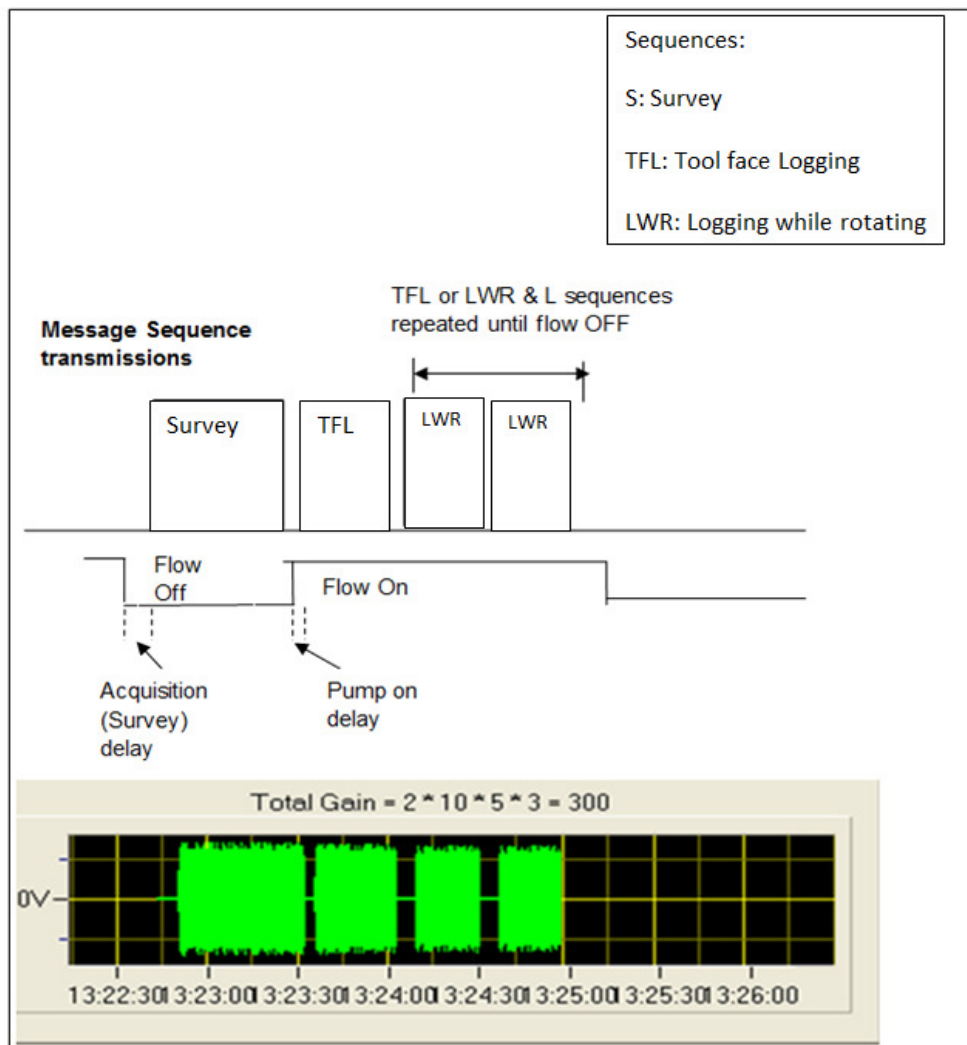 Sequences:
S: Survey
TFL: Tool face Logging
LWR: Logging while rotating
TFL or LWR & L sequences
repeated until flow OFF
Message Sequence
transmissions
Survey
TFL
LWR
LWR
Flow
Off
Flow On
Acquisition
(Survey)
delay
Pump on
delay
Total Gain = 2 * 10 * 5 * 3 = 300
0V
13:22:30 13:23:00 13:23:30 13:24:00 13:24:30 13:25:00 13:25:30 13:26:00